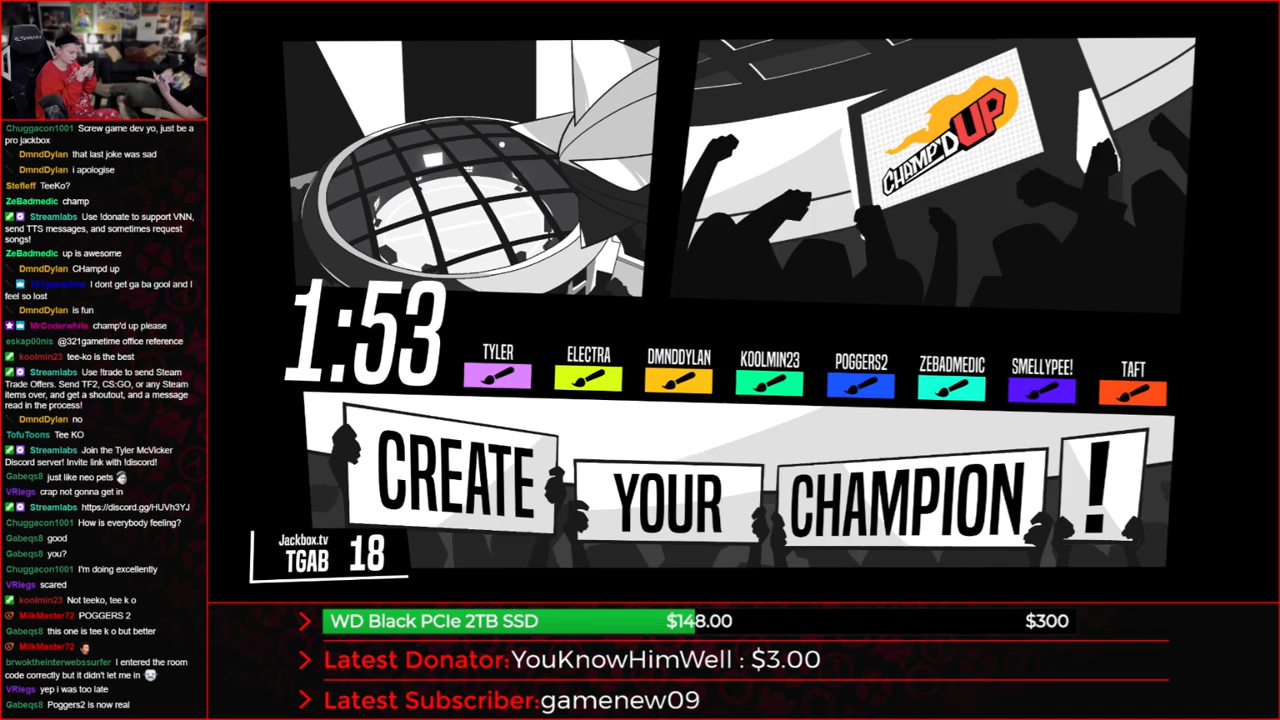 Chuggacon1001 Screw game dev yo, just be a
pro jackbox
DmndDylan that last joke was sad
DmndDylan i apologise
Stefleff TeeKo?
ZeBadmedic champ
Streamlabs Use !donate to support VNN,
send TTS messages, and sometimes request
songs!
ZeBadmedic up is awesome
DmndDylan CHampd up
321gametime I dont get ga ba gool and I
feel so lost
DmndDylan is fun
MrCoderwhite champ'd up please
eskap00nis @321gametime office reference
koolmin23 tee-ko is the best
Streamlabs Use !trade to send Steam
Trade Offers. Send TF2, CS:GO, or any Steam
Items over, and get a shoutout, and a message
read in the process!
DmndDylan no
TofuToons Tee KO
Streamlabs Join the Tyler McVicker
Discord server! Invite link with !discord!
Gabeqs8 just like neo pets
VRlegs crap not gonna get in
Streamlabs https://discord.gg/HUVh3YJ
Chuggacon1001 How is everybody feeling?
Gabeqs8 good
Gabeqs8 you?
Chuggacon1001 I'm doing excellently
VRlegs scared
koolmin23 Not teeko, tee k o
MilkMaster72 POGGERS 2
Gabeqs8 this one is tee k o but better
MilkMaster72
brwoktheinterwebssurfer I entered the room
code correctly but it didn't let me in
VRlegs yep i was too late
Gabeqs8 Poggers2 is now real
CHAMP'D UP
1:53
TYLER
ELECTRA
DMNDDYLAN
KOOLMIN23
POGGERS2
ZEBADMEDIC
SMELLYPEE!
TAFT
CREATE YOUR CHAMPION !
Jackbox.tv
TGAB 18
WD Black PCIe 2TB SSD $148.00 $300
Latest Donator:YouKnowHimWell : $3.00
Latest Subscriber:gamenew09